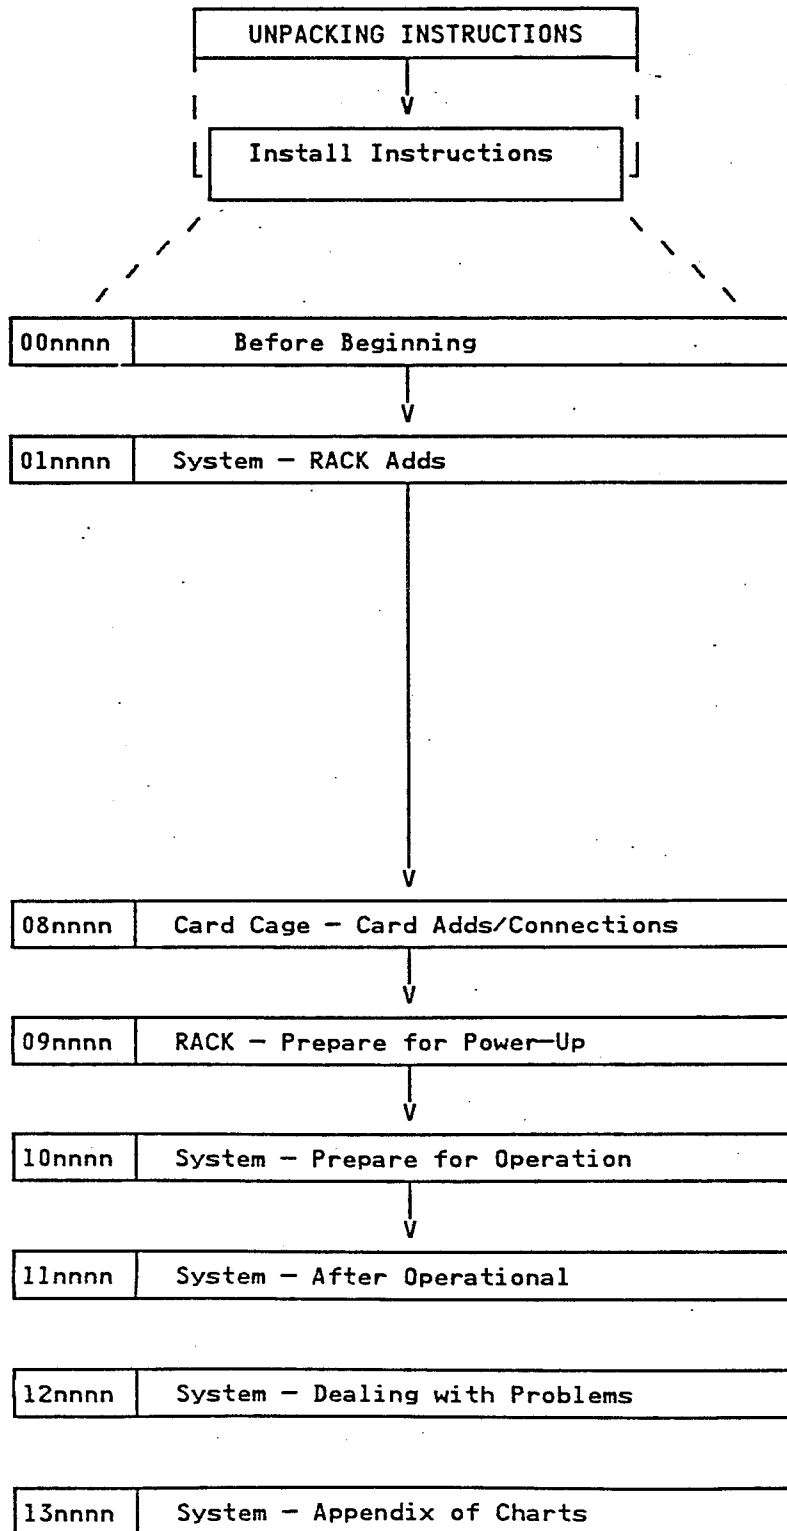 UNPACKING INSTRUCTIONS
Install Instructions
00nnnn Before Beginning
01nnnn System — RACK Adds
08nnnn Card Cage — Card Adds/Connections
09nnnn RACK — Prepare for Power—Up
10nnnn System — Prepare for Operation
11nnnn System — After Operational
12nnnn System — Dealing with Problems
13nnnn System — Appendix of Charts